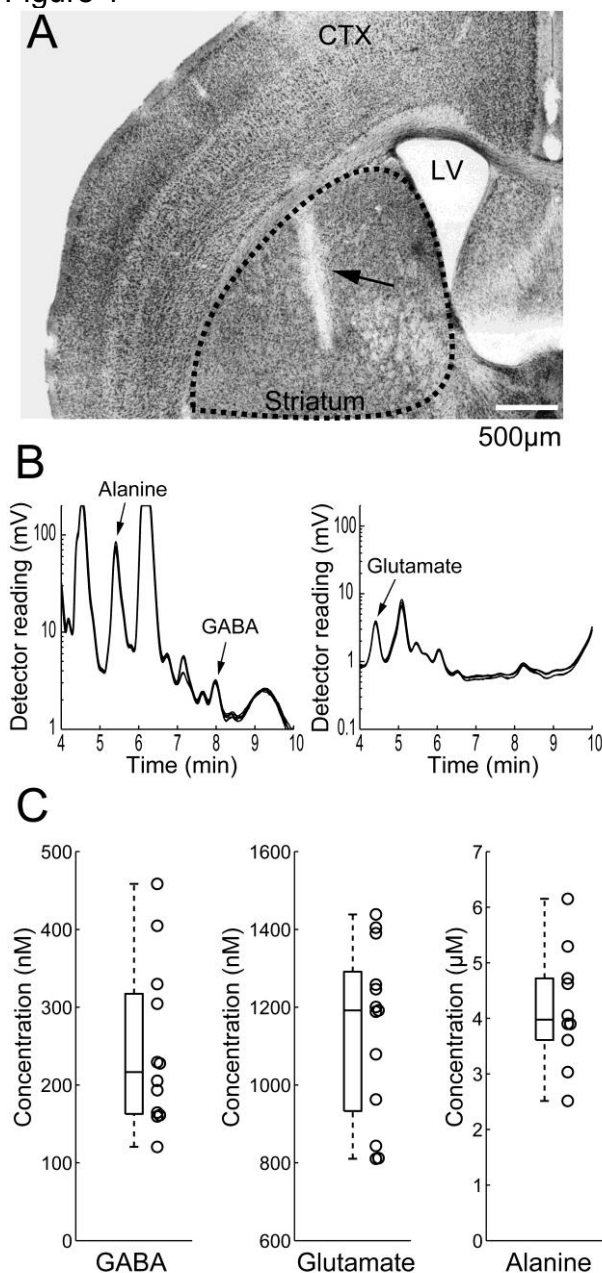 Figure 1
A
CTX
LV
Striatum
500µm
B
Detector reading (mV)
100
10
1
Alanine
GABA
4 5 6 7 8 9 10
Time (min)
Detector reading (mV)
100
10
1
0.1
Glutamate
4 5 6 7 8 9 10
Time (min)
C
Concentration (nM)
500
400
300
200
100
0
GABA
Concentration (nM)
1600
1400
1200
1000
800
600
Glutamate
Concentration (µM)
7
6
5
4
3
2
1
0
Alanine